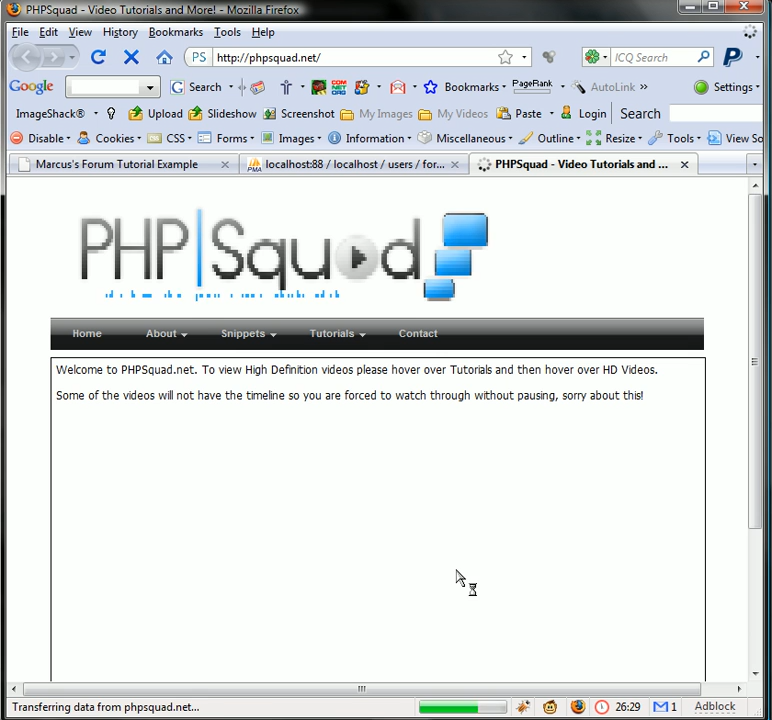 PHPSquad - Video Tutorials and More! - Mozilla Firefox
File Edit View History Bookmarks Tools Help
PS http://phpsquad.net/ ICQ Search
Google Search COM NET ORG Bookmarks PageRank AutoLink » Settings
ImageShack® Upload Slideshow Screenshot My Images My Videos Paste Login Search
Disable Cookies CSS Forms Images Information Miscellaneous Outline Resize Tools View So
Marcus's Forum Tutorial Example PMA localhost:88 / localhost / users / for... PHPSquad - Video Tutorials and ...
PHP Squad
Home About Snippets Tutorials Contact
Welcome to PHPSquad.net. To view High Definition videos please hover over Tutorials and then hover over HD Videos.
Some of the videos will not have the timeline so you are forced to watch through without pausing, sorry about this!
Transferring data from phpsquad.net... 26:29 1 Adblock